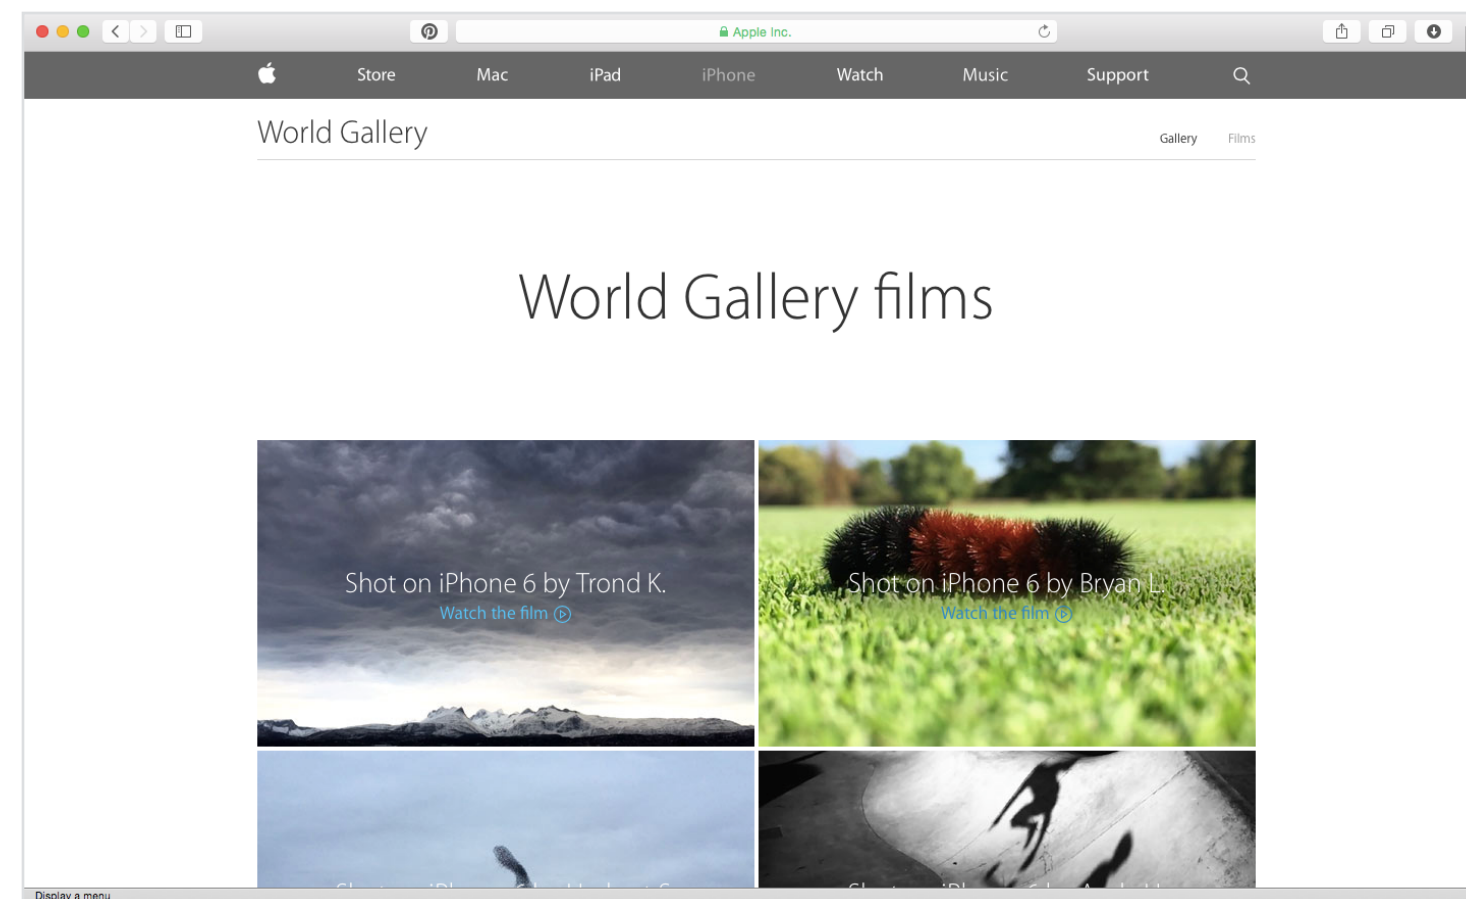 Apple Inc.
Store Mac iPad iPhone Watch Music Support
World Gallery
Gallery Films
World Gallery films
Shot on iPhone 6 by Trond K.
Watch the film
Shot on iPhone 6 by Bryan L.
Watch the film
Display a menu